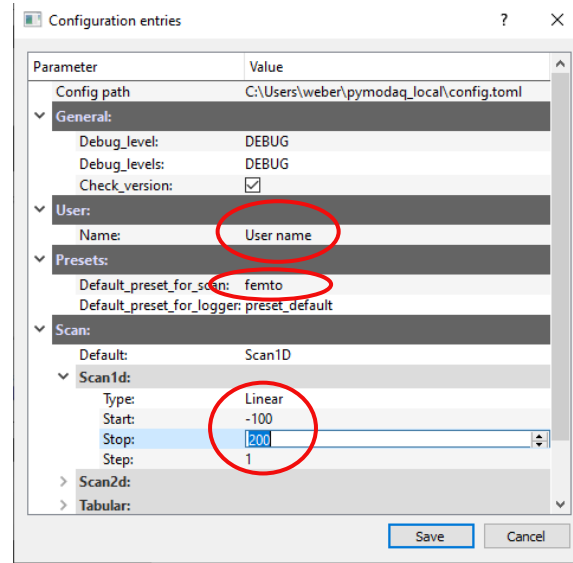 Configuration entries ? ×
Parameter Value
Config path C:\Users\weber\pymodaq_local\config.toml
General:
Debug_level: DEBUG
Debug_levels: DEBUG
Check_version:
User:
Name: User name
Presets:
Default_preset_for_scan: femto
Default_preset_for_logger: preset_default
Scan:
Default: Scan1D
Scan1d:
Type: Linear
Start: -100
Stop: 200
Step: 1
Scan2d:
Tabular:
Save Cancel